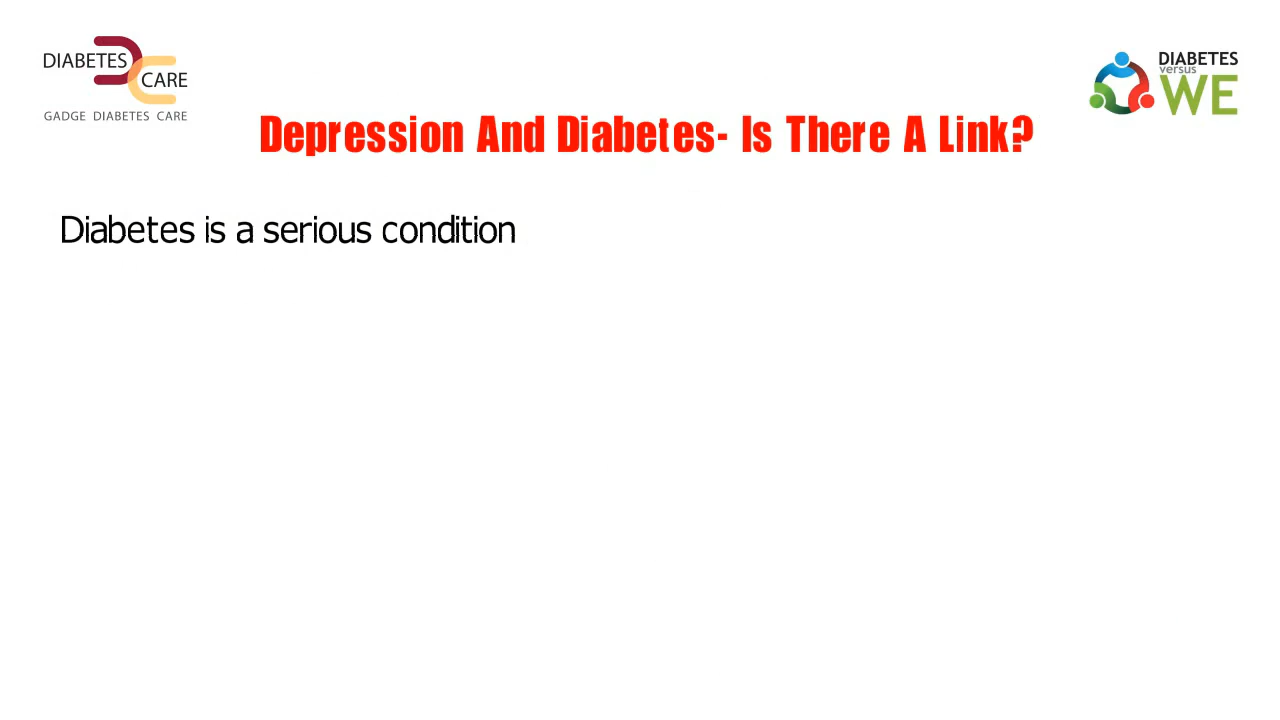 DIABETES
CARE
GADGE DIABETES CARE
DIABETES
versus
WE
Depression And Diabetes- Is There A Link?
Diabetes is a serious condition